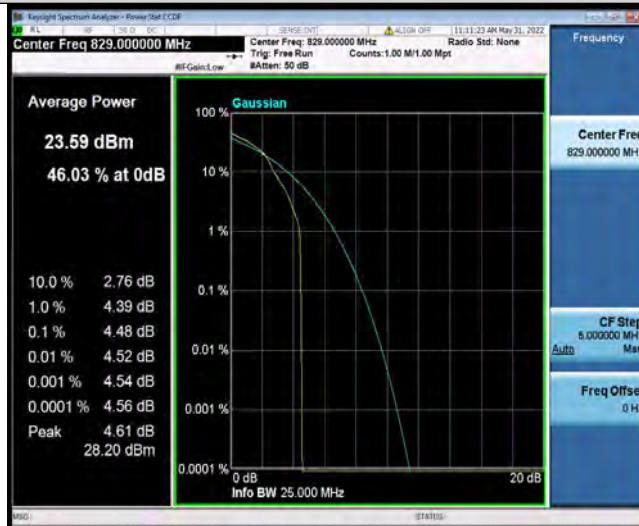 Keysight Spectrum Analyzer - Power Stat CCDF
RL RF 50 Ω DC SENSE:INT ALIGN OFF 11:11:23 AM May 31, 2022
Center Freq 829.000000 MHz
Center Freq: 829.000000 MHz Radio Std: None
Trig: Free Run Counts:1.00 M/1.00 Mpt
#IFGain:Low #Atten: 50 dB
Frequency
Average Power
23.59 dBm
46.03 % at 0dB
10.0 % 2.76 dB
1.0 % 4.39 dB
0.1 % 4.48 dB
0.01 % 4.52 dB
0.001 % 4.54 dB
0.0001 % 4.56 dB
Peak 4.61 dB
28.20 dBm
Gaussian
100 %
10 %
1 %
0.1 %
0.01 %
0.001 %
0.0001 %
0 dB 20 dB
Info BW 25.000 MHz
Center Freq
829.000000 MH
CF Step
5.000000 MH
Auto Man
Freq Offse
0 H
MSG STATUS